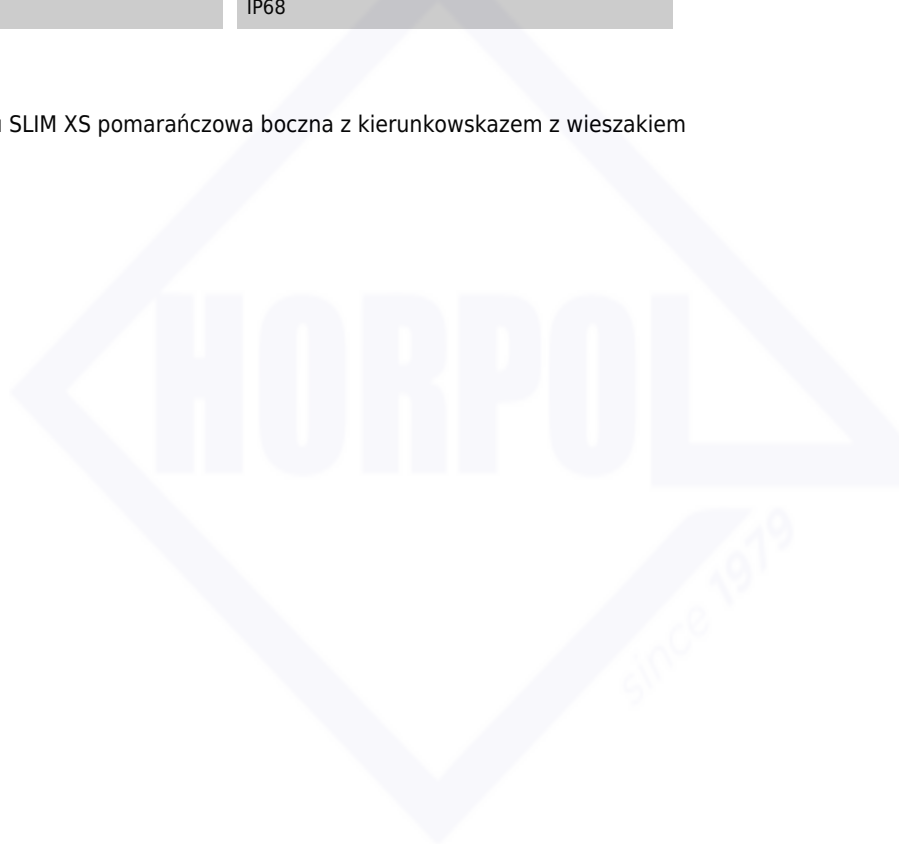 IP68
SLIM XS pomarańczowa boczna z kierunkowskazem z wieszakiem
HORPOL
since 1979